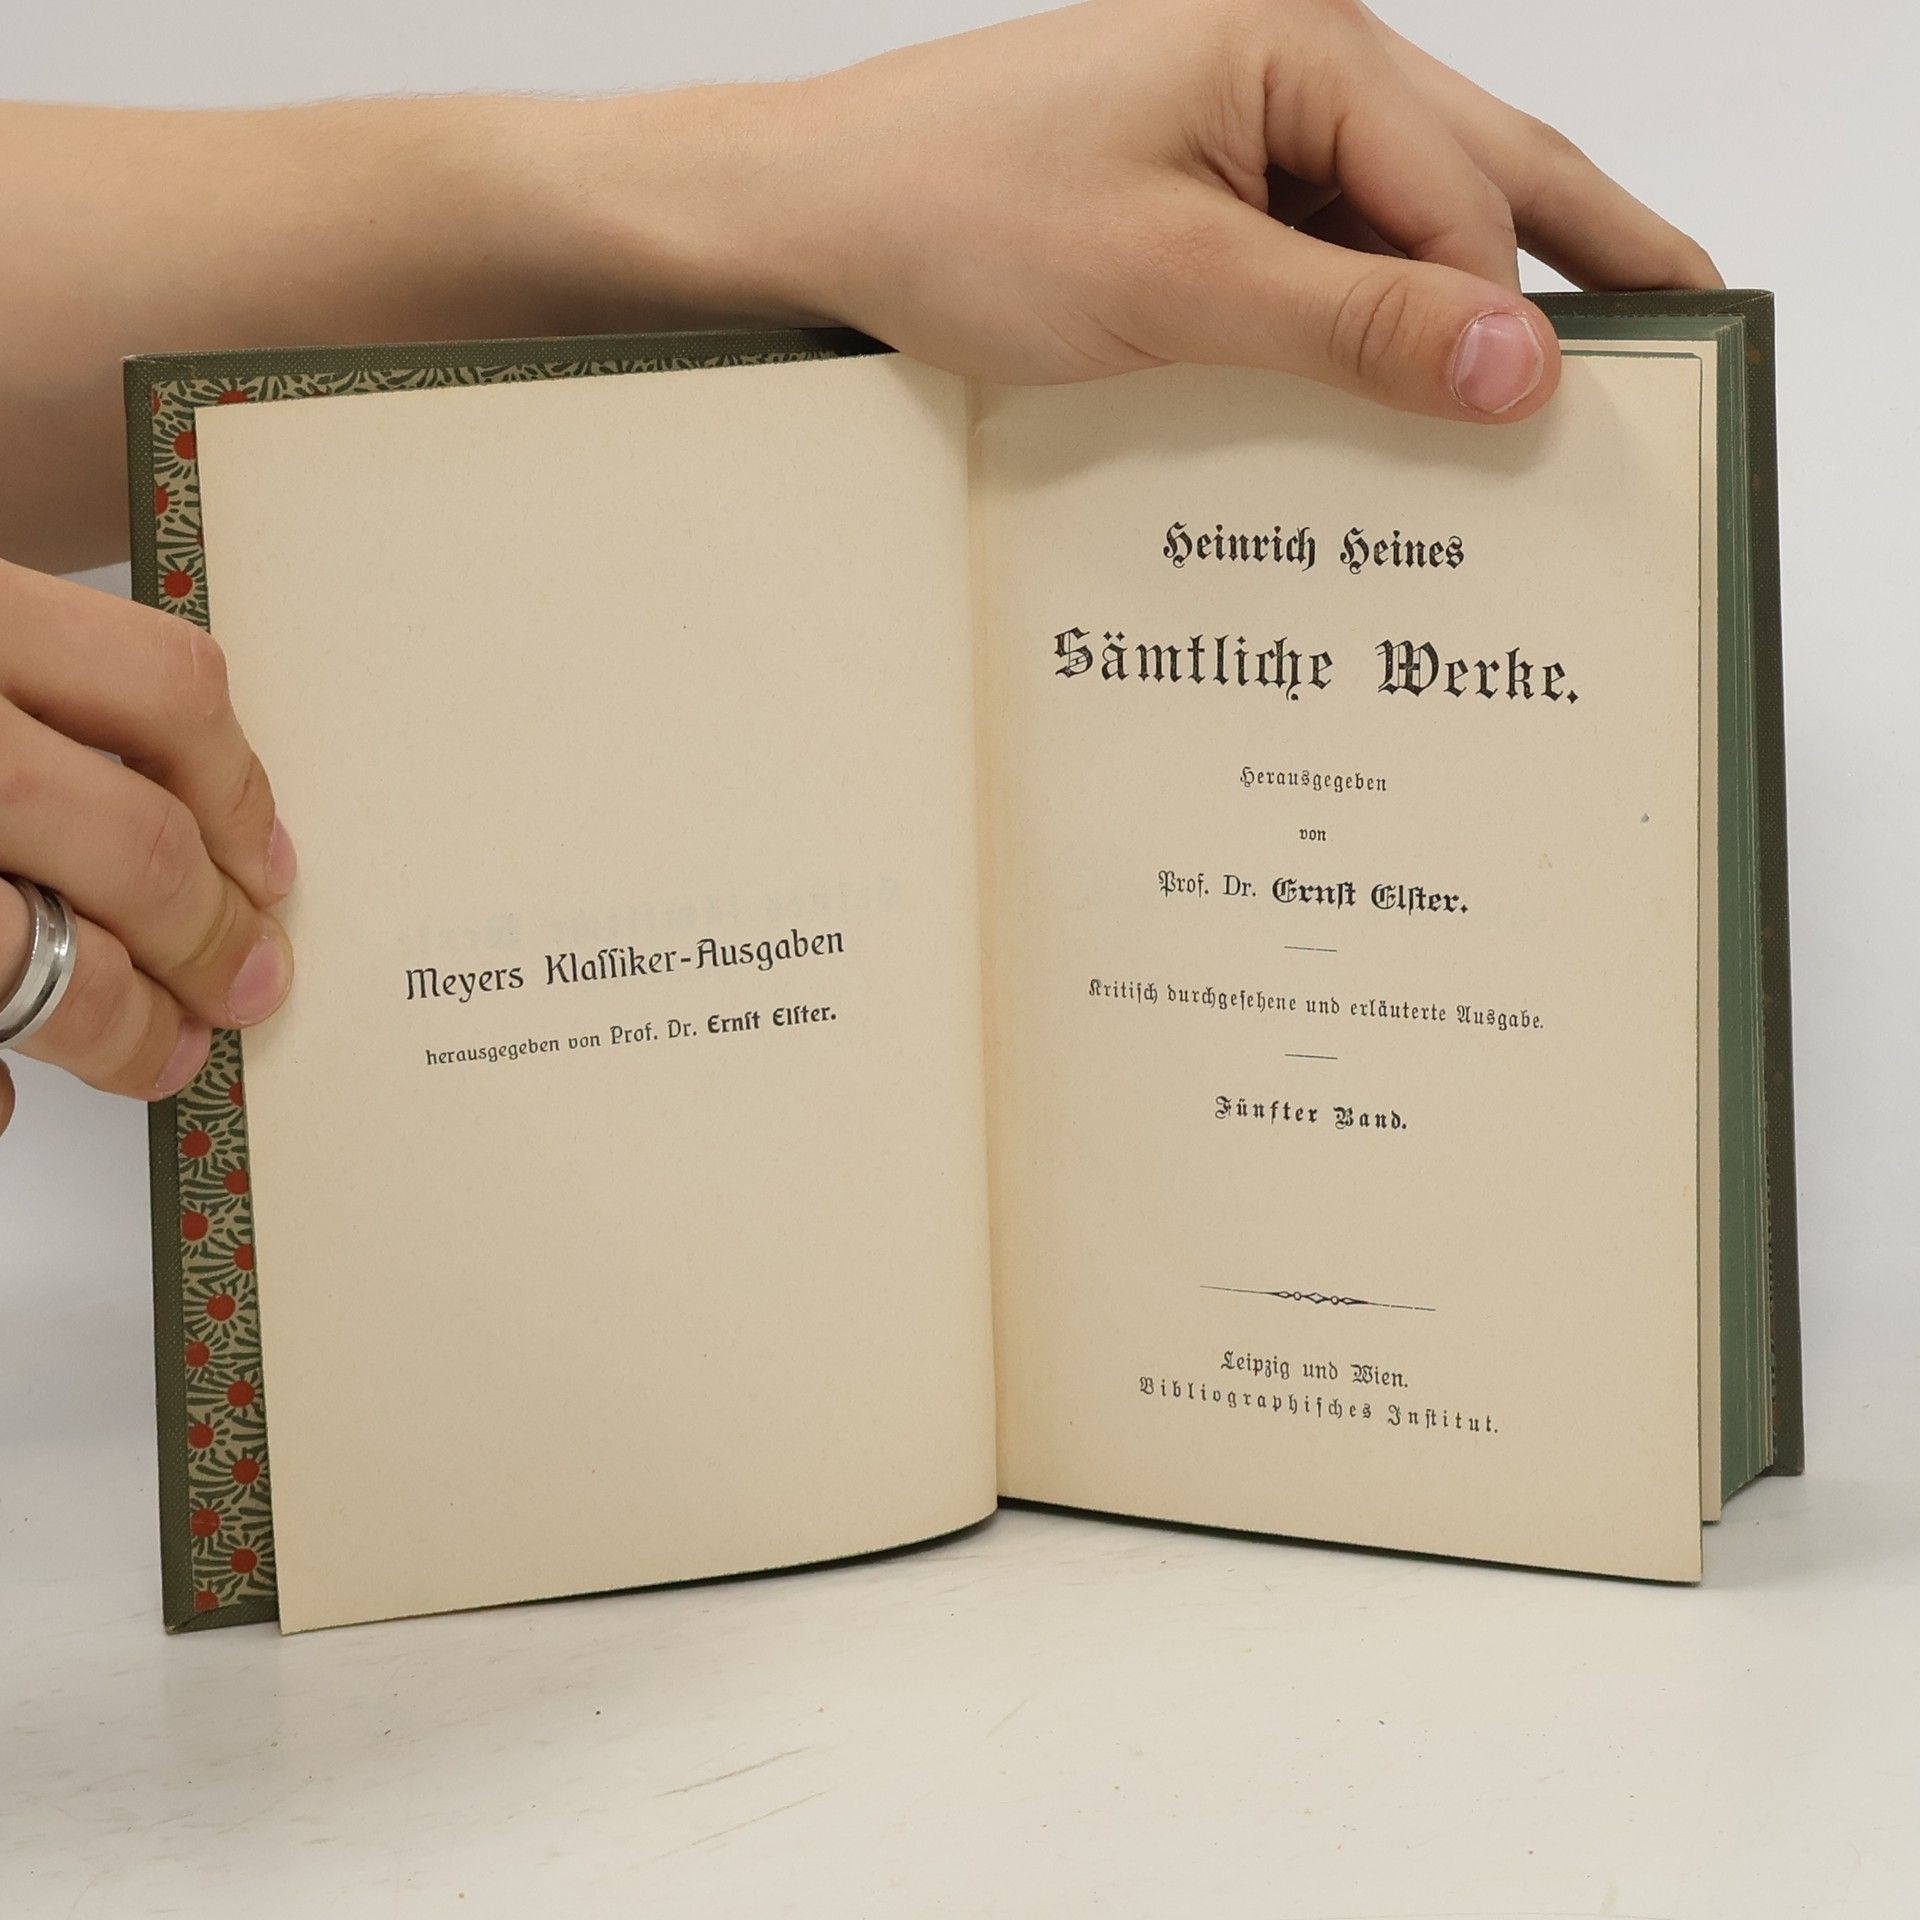 Meyers Klaſſiker-Ausgaben
herausgegeben von Prof. Dr. Ernſt Elſter.
Heinrich Heines
Sämtliche Werke.
Herausgegeben
von
Prof. Dr. Ernſt Elſter.
Kritiſch durchgeſehene und erläuterte Ausgabe.
Fünfter Band.
Leipzig und Wien.
Bibliographiſches Inſtitut.